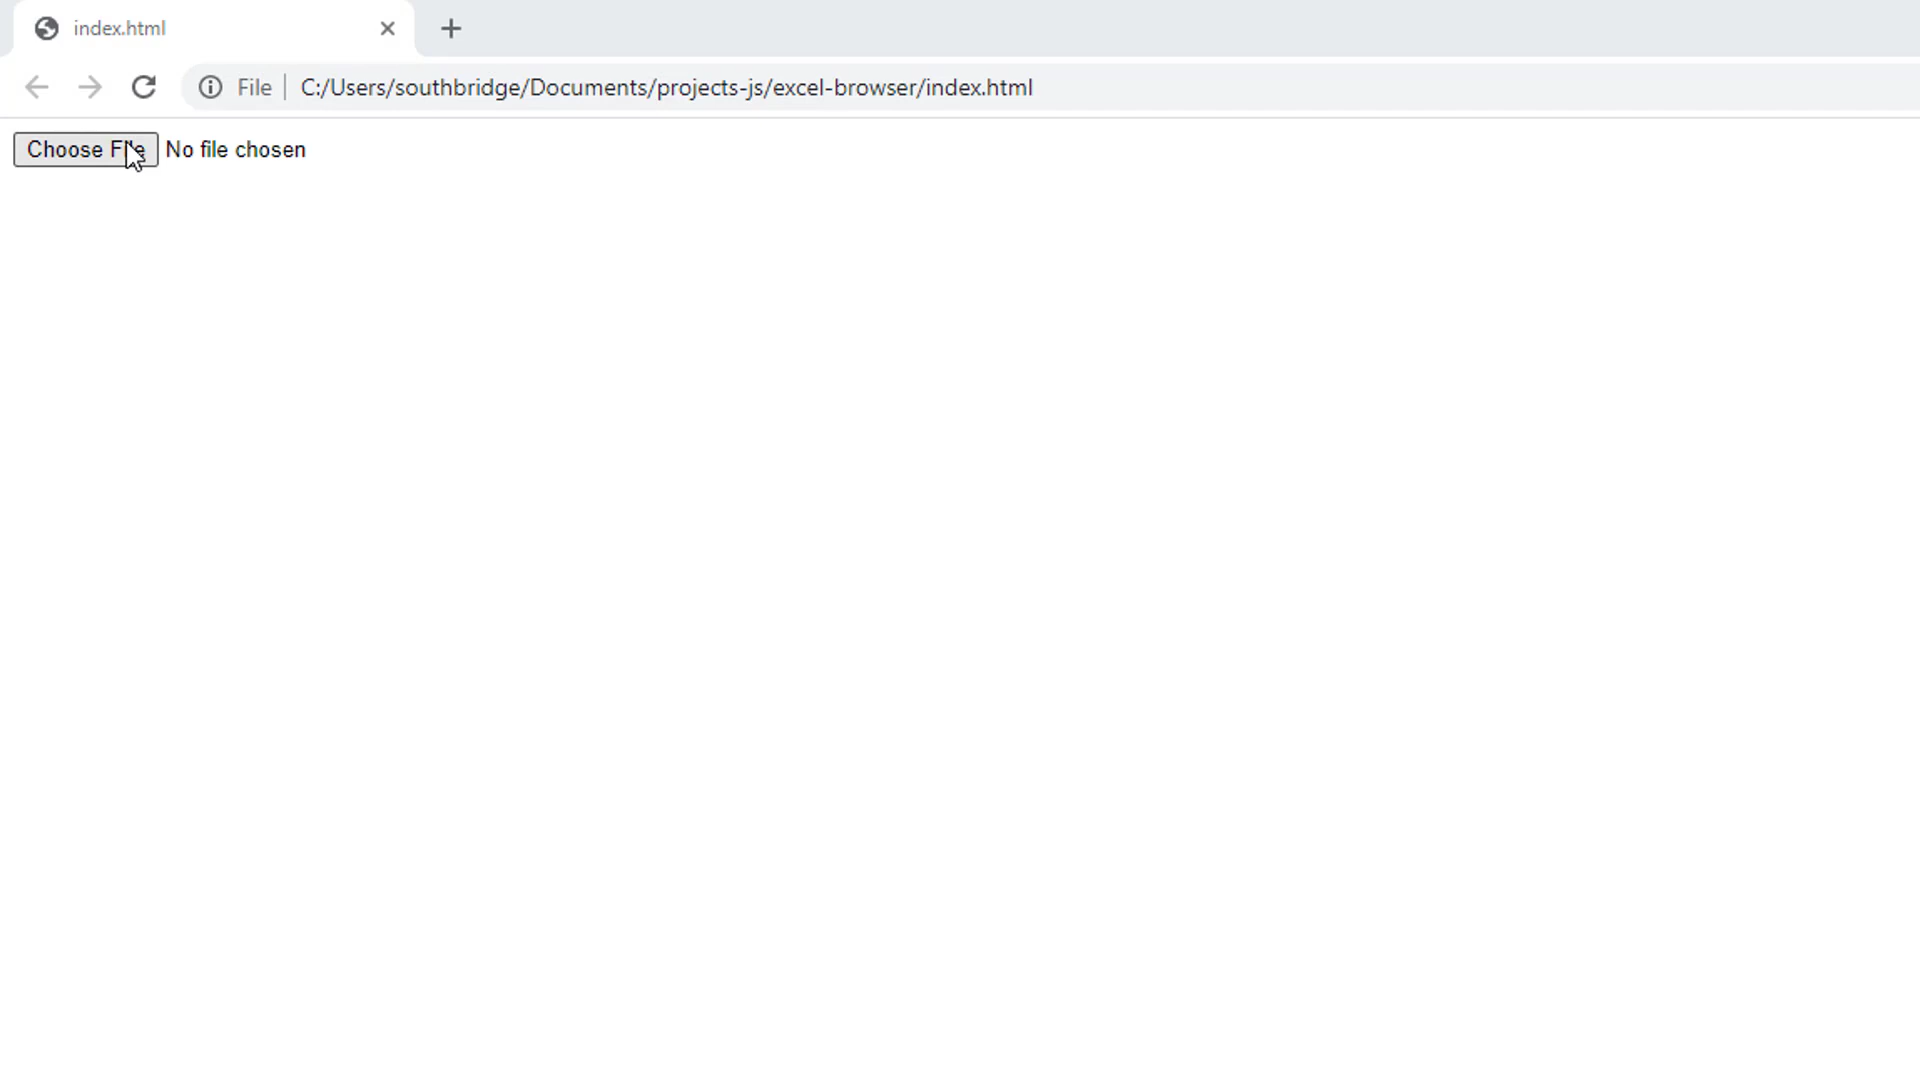 index.html
File C:/Users/southbridge/Documents/projects-js/excel-browser/index.html
Choose File No file chosen